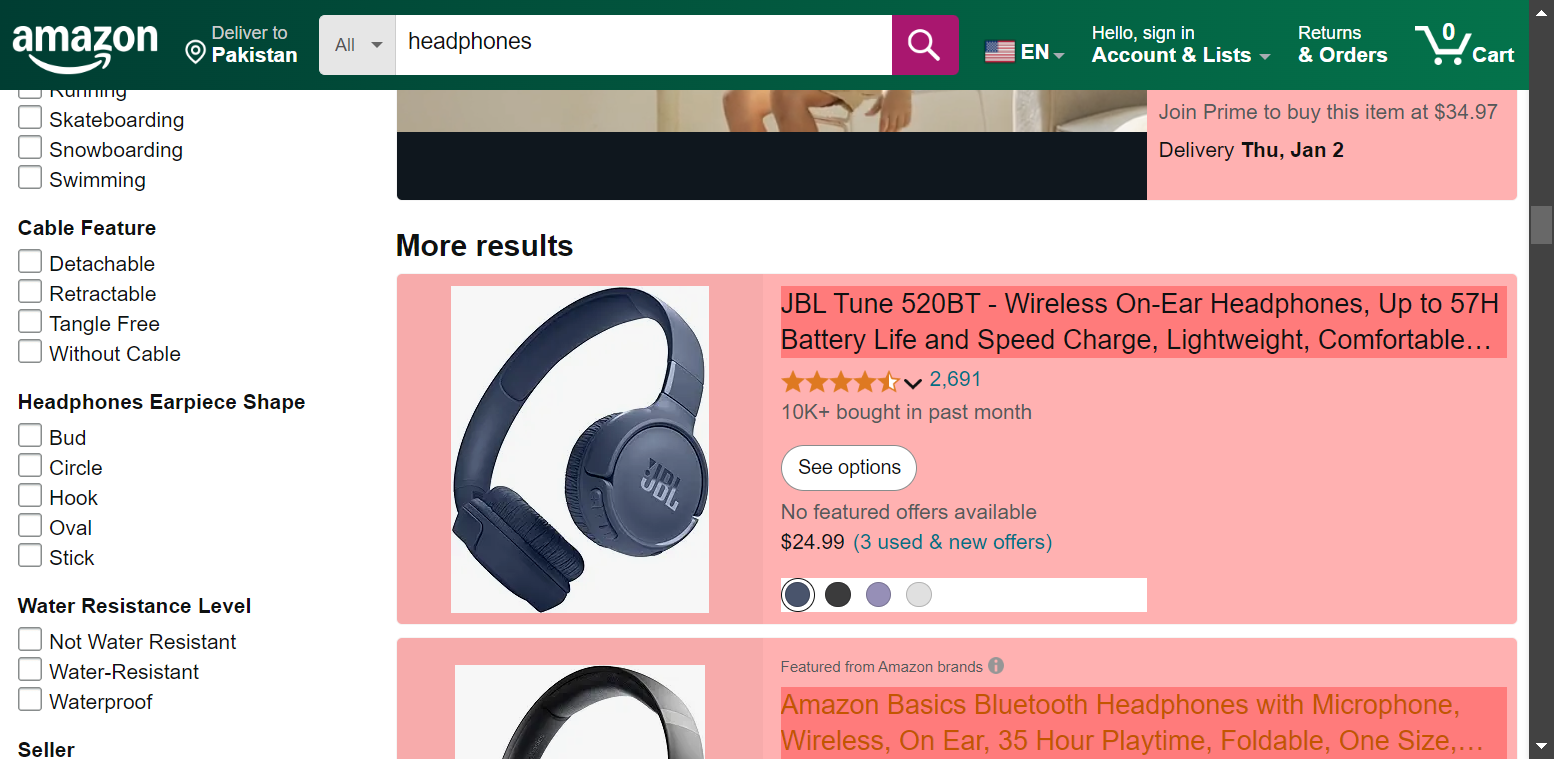 amazon
Deliver to
Pakistan
All
headphones
EN
Hello, sign in
Account & Lists
Returns
& Orders
0
Cart
Running
Skateboarding
Snowboarding
Swimming
Cable Feature
Detachable
Retractable
Tangle Free
Without Cable
Headphones Earpiece Shape
Bud
Circle
Hook
Oval
Stick
Water Resistance Level
Not Water Resistant
Water-Resistant
Waterproof
Seller
Join Prime to buy this item at $34.97
Delivery Thu, Jan 2
More results
JBL
JBL Tune 520BT - Wireless On-Ear Headphones, Up to 57H
Battery Life and Speed Charge, Lightweight, Comfortable…
2,691
10K+ bought in past month
See options
No featured offers available
$24.99 (3 used & new offers)
Featured from Amazon brands
Amazon Basics Bluetooth Headphones with Microphone,
Wireless, On Ear, 35 Hour Playtime, Foldable, One Size,…